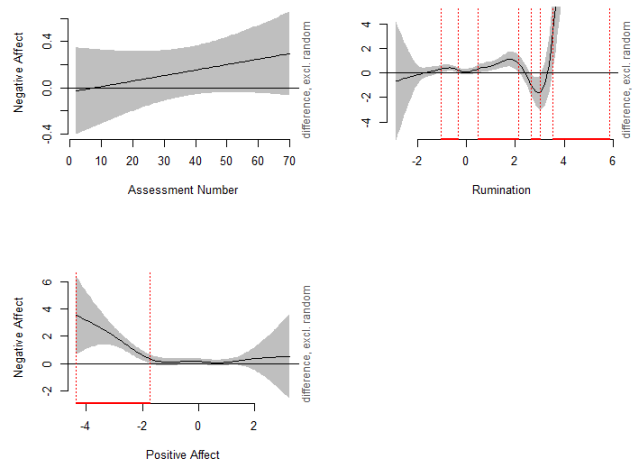 Negative Affect
-0.4 0.0 0.4
0 10 20 30 40 50 60 70
Assessment Number
difference, excl. random
-4 -2 0 2 4
-2 0 2 4 6
Rumination
difference, excl. random
Negative Affect
-2 0 2 4 6
-4 -2 0 2
Positive Affect
difference, excl. random